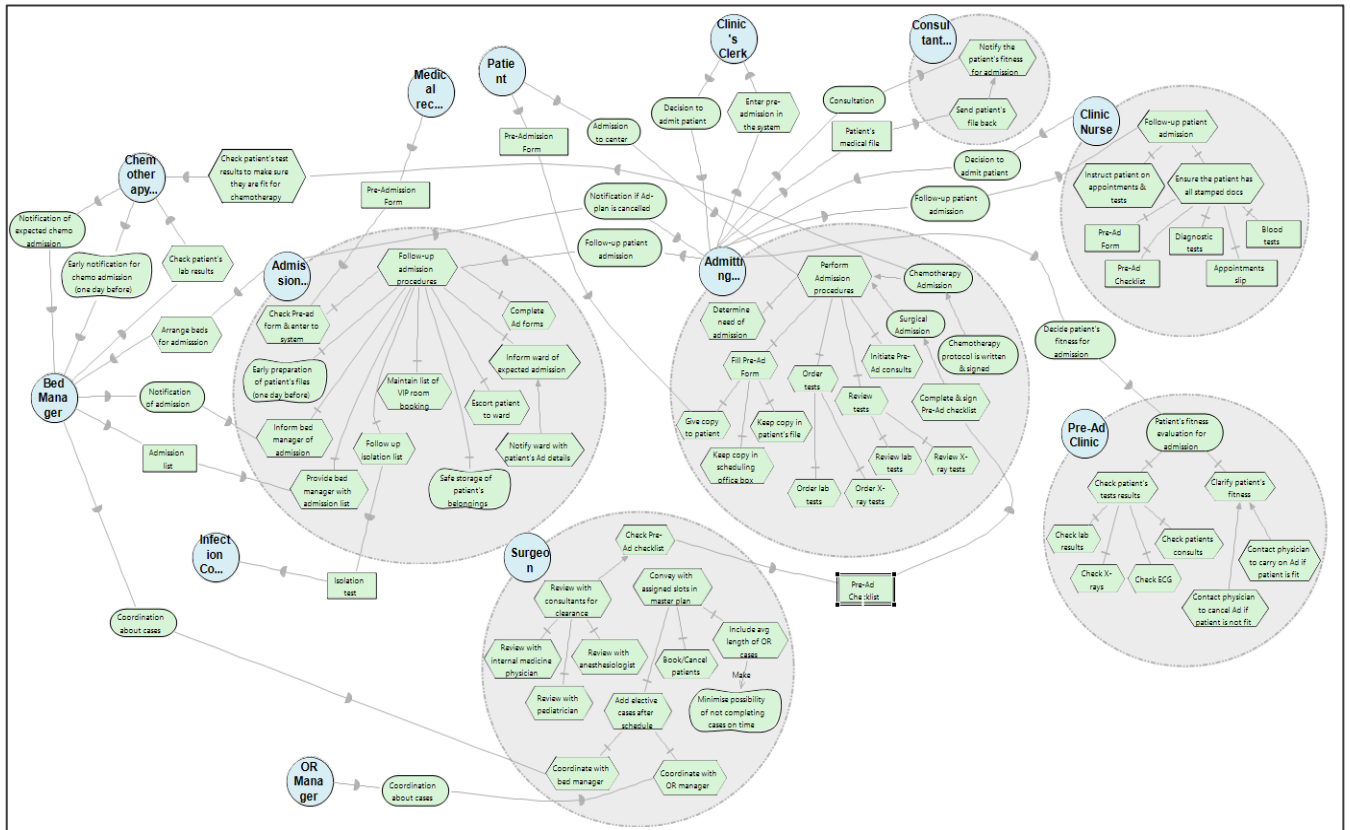 Clinic
's
Clerk
Consul
tant...
Notify the
patient's fitness
for admission
Send patient's
file back
Patie
nt
Medic
al
rec...
Decision to
admit patient
Enter pre-
admission in
the system
Consultation
Patient's
medical file
Clinic
Nurse
Follow-up patient
admission
Pre-Admission
Form
Admission
to center
Decision to
admit patient
Instruct patient on
appointments &
tests
Ensure the patient has
all stamped docs
Chem
other
apy...
Check patient's test
results to make sure
they are fit for
chemotherapy
Pre-Admission
Form
Notification if Ad-
plan is cancelled
Follow-up patient
admission
Pre-Ad
Form
Diagnostic
tests
Blood
tests
Pre-Ad
Checklist
Appointments
slip
Notification of
expected chemo
admission
Early notification for
chemo admission
(one day before)
Check patient's
lab results
Follow-up patient
admission
Admis
sion...
Follow-up
admission
procedures
Admitti
ng...
Perform
Admission
procedures
Chemotherapy
Admission
Check Pre-ad
form & enter to
system
Complete
Ad forms
Determine
need of
admission
Surgical
Admission
Arrange beds
for admission
Early preparation
of patient's files
(one day before)
Maintain list of
VIP room
booking
Inform ward of
expected admission
Escort patient
to ward
Fill Pre-Ad
Form
Order
tests
Initiate Pre-
Ad consults
Review
tests
Chemotherapy
protocol is written
& signed
Complete & sign
Pre-Ad checklist
Decide patient's
fitness for
admission
Bed
Man
ager
Notification
of admission
Inform bed
manager of
admission
Follow up
isolation list
Notify ward with
patient's Ad details
Give copy
to patient
Keep copy in
patient's file
Keep copy in
scheduling
office box
Review lab
tests
Review X-
ray tests
Order lab
tests
Order X-
ray tests
Admission
list
Provide bed
manager with
admission list
Safe storage of
patient's
belongings
Pre-Ad
Clinic
Patient's fitness
evaluation for
admission
Check patient's
tests results
Clarify patient's
fitness
Check lab
results
Check patients
consults
Check X-
rays
Check ECG
Contact physician
to carry on Ad if
patient is fit
Contact physician
to cancel Ad if
patient is not fit
Infect
ion
Co...
Isolation
test
Surgeo
n
Check Pre-
Ad checklist
Pre-Ad
Checklist
Review with
consultants for
clearance
Convey with
assigned slots in
master plan
Include avg
length of OR
cases
Review with
internal medicine
physician
Review with
anesthesiologist
Book/Cancel
patients
Make
Review with
pediatrician
Add elective
cases after
schedule
Minimise possibility
of not completing
cases on time
Coordination
about cases
Coordinate with
bed manager
Coordinate with
OR manager
OR
Mana
ger
Coordination
about cases